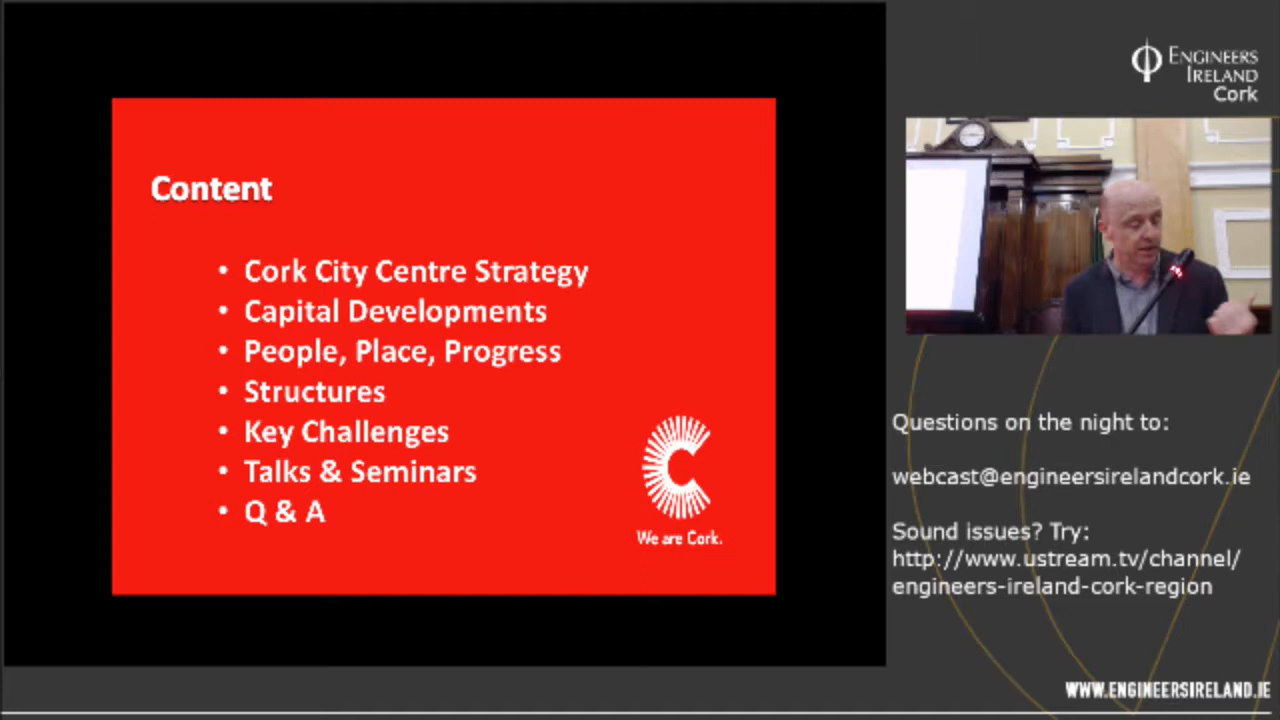 Content
• Cork City Centre Strategy
• Capital Developments
• People, Place, Progress
• Structures
• Key Challenges
• Talks & Seminars
• Q & A
We are Cork.
ENGINEERS
IRELAND
Cork
Questions on the night to:
webcast@engineersirelandcork.ie
Sound issues? Try:
http://www.ustream.tv/channel/
engineers-ireland-cork-region
WWW.ENGINEERSIRELAND.IE